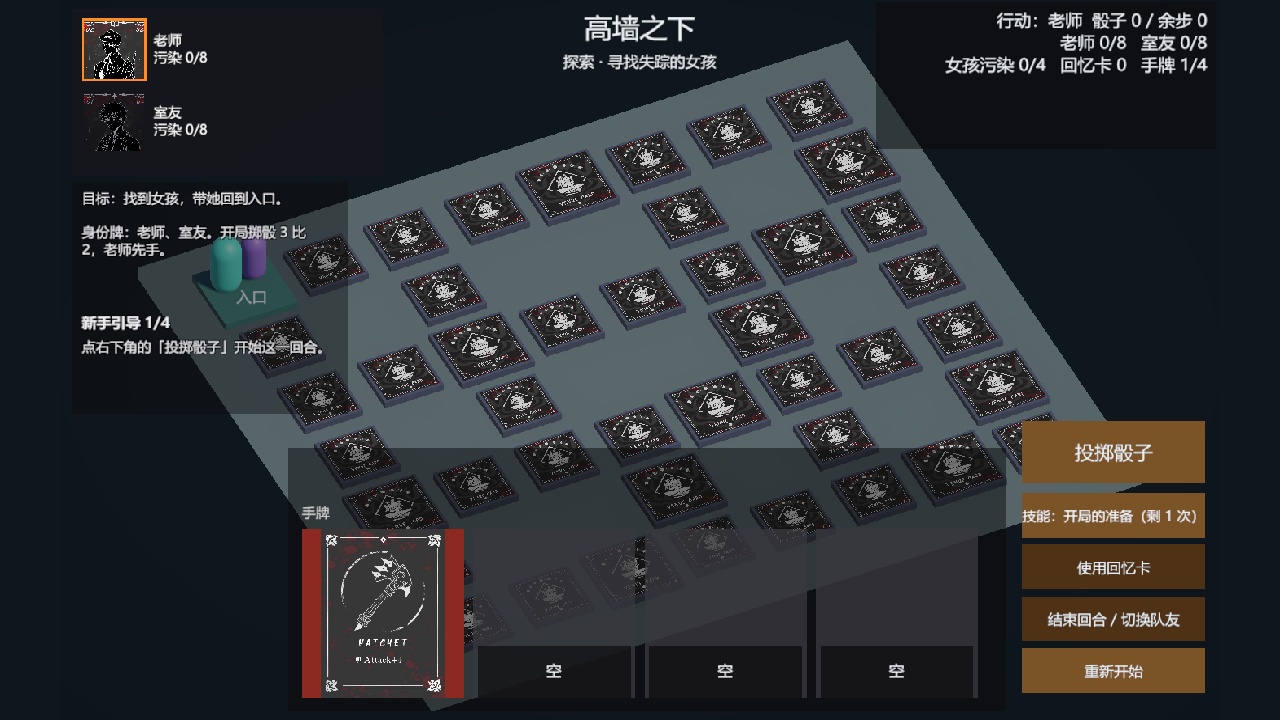 高墙之下
探索 · 寻找失踪的女孩
老师
污染 0/8
室友
污染 0/8
行动：老师 骰子 0 / 余步 0
老师 0/8 室友 0/8
女孩污染 0/4 回忆卡 0 手牌 1/4
目标：找到女孩，带她回到入口。
身份牌：老师、室友。开局掷骰 3 比
2，老师先手。
入口
新手引导 1/4
点右下角的「投掷骰子」开始这一回合。
手牌
HATCHET
Attack+1
空
空
空
投掷骰子
技能：开局的准备（剩 1 次）
使用回忆卡
结束回合 / 切换队友
重新开始